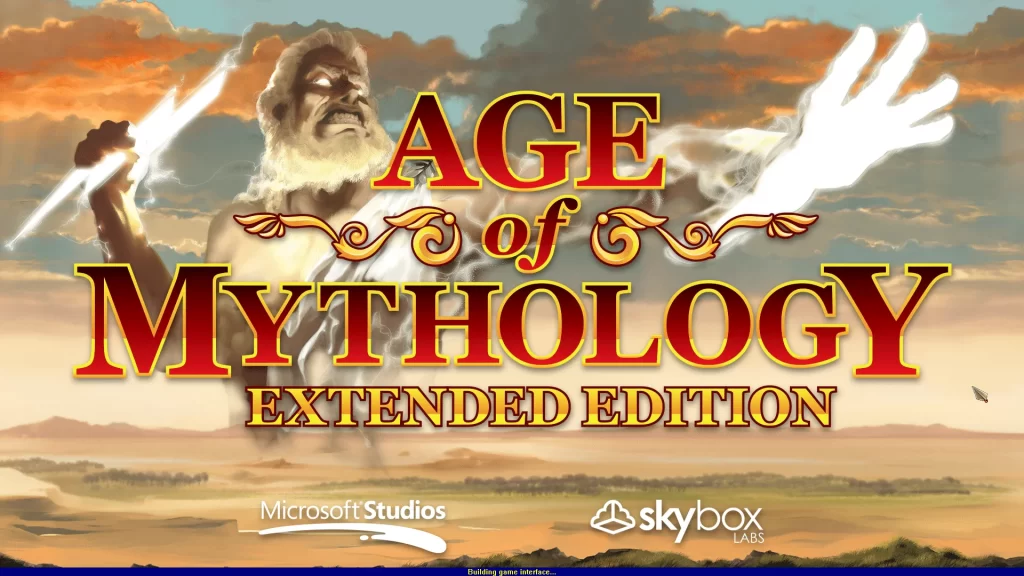 AGE
of
MYTHOLOGY
EXTENDED EDITION
Microsoft Studios
skybox
LABS
Building game interface...